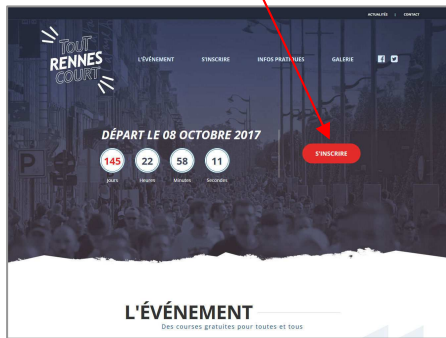 ACTUALITÉS | CONTACT
TOUT
RENNES
COURT
L'ÉVÉNEMENT S'INSCRIRE INFOS PRATIQUES GALERIE
DÉPART LE 08 OCTOBRE 2017
145 22 58 11
Jours Heures Minutes Secondes
S'INSCRIRE
L'ÉVÉNEMENT
Des courses gratuites pour toutes et tous